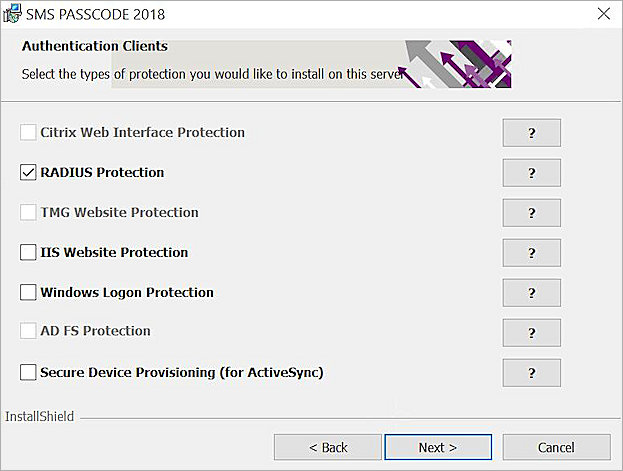 SMS PASSCODE 2018
Authentication Clients
Select the types of protection you would like to install on this server
Citrix Web Interface Protection ?
RADIUS Protection ?
TMG Website Protection ?
IIS Website Protection ?
Windows Logon Protection ?
AD FS Protection ?
Secure Device Provisioning (for ActiveSync) ?
InstallShield
< Back Next > Cancel